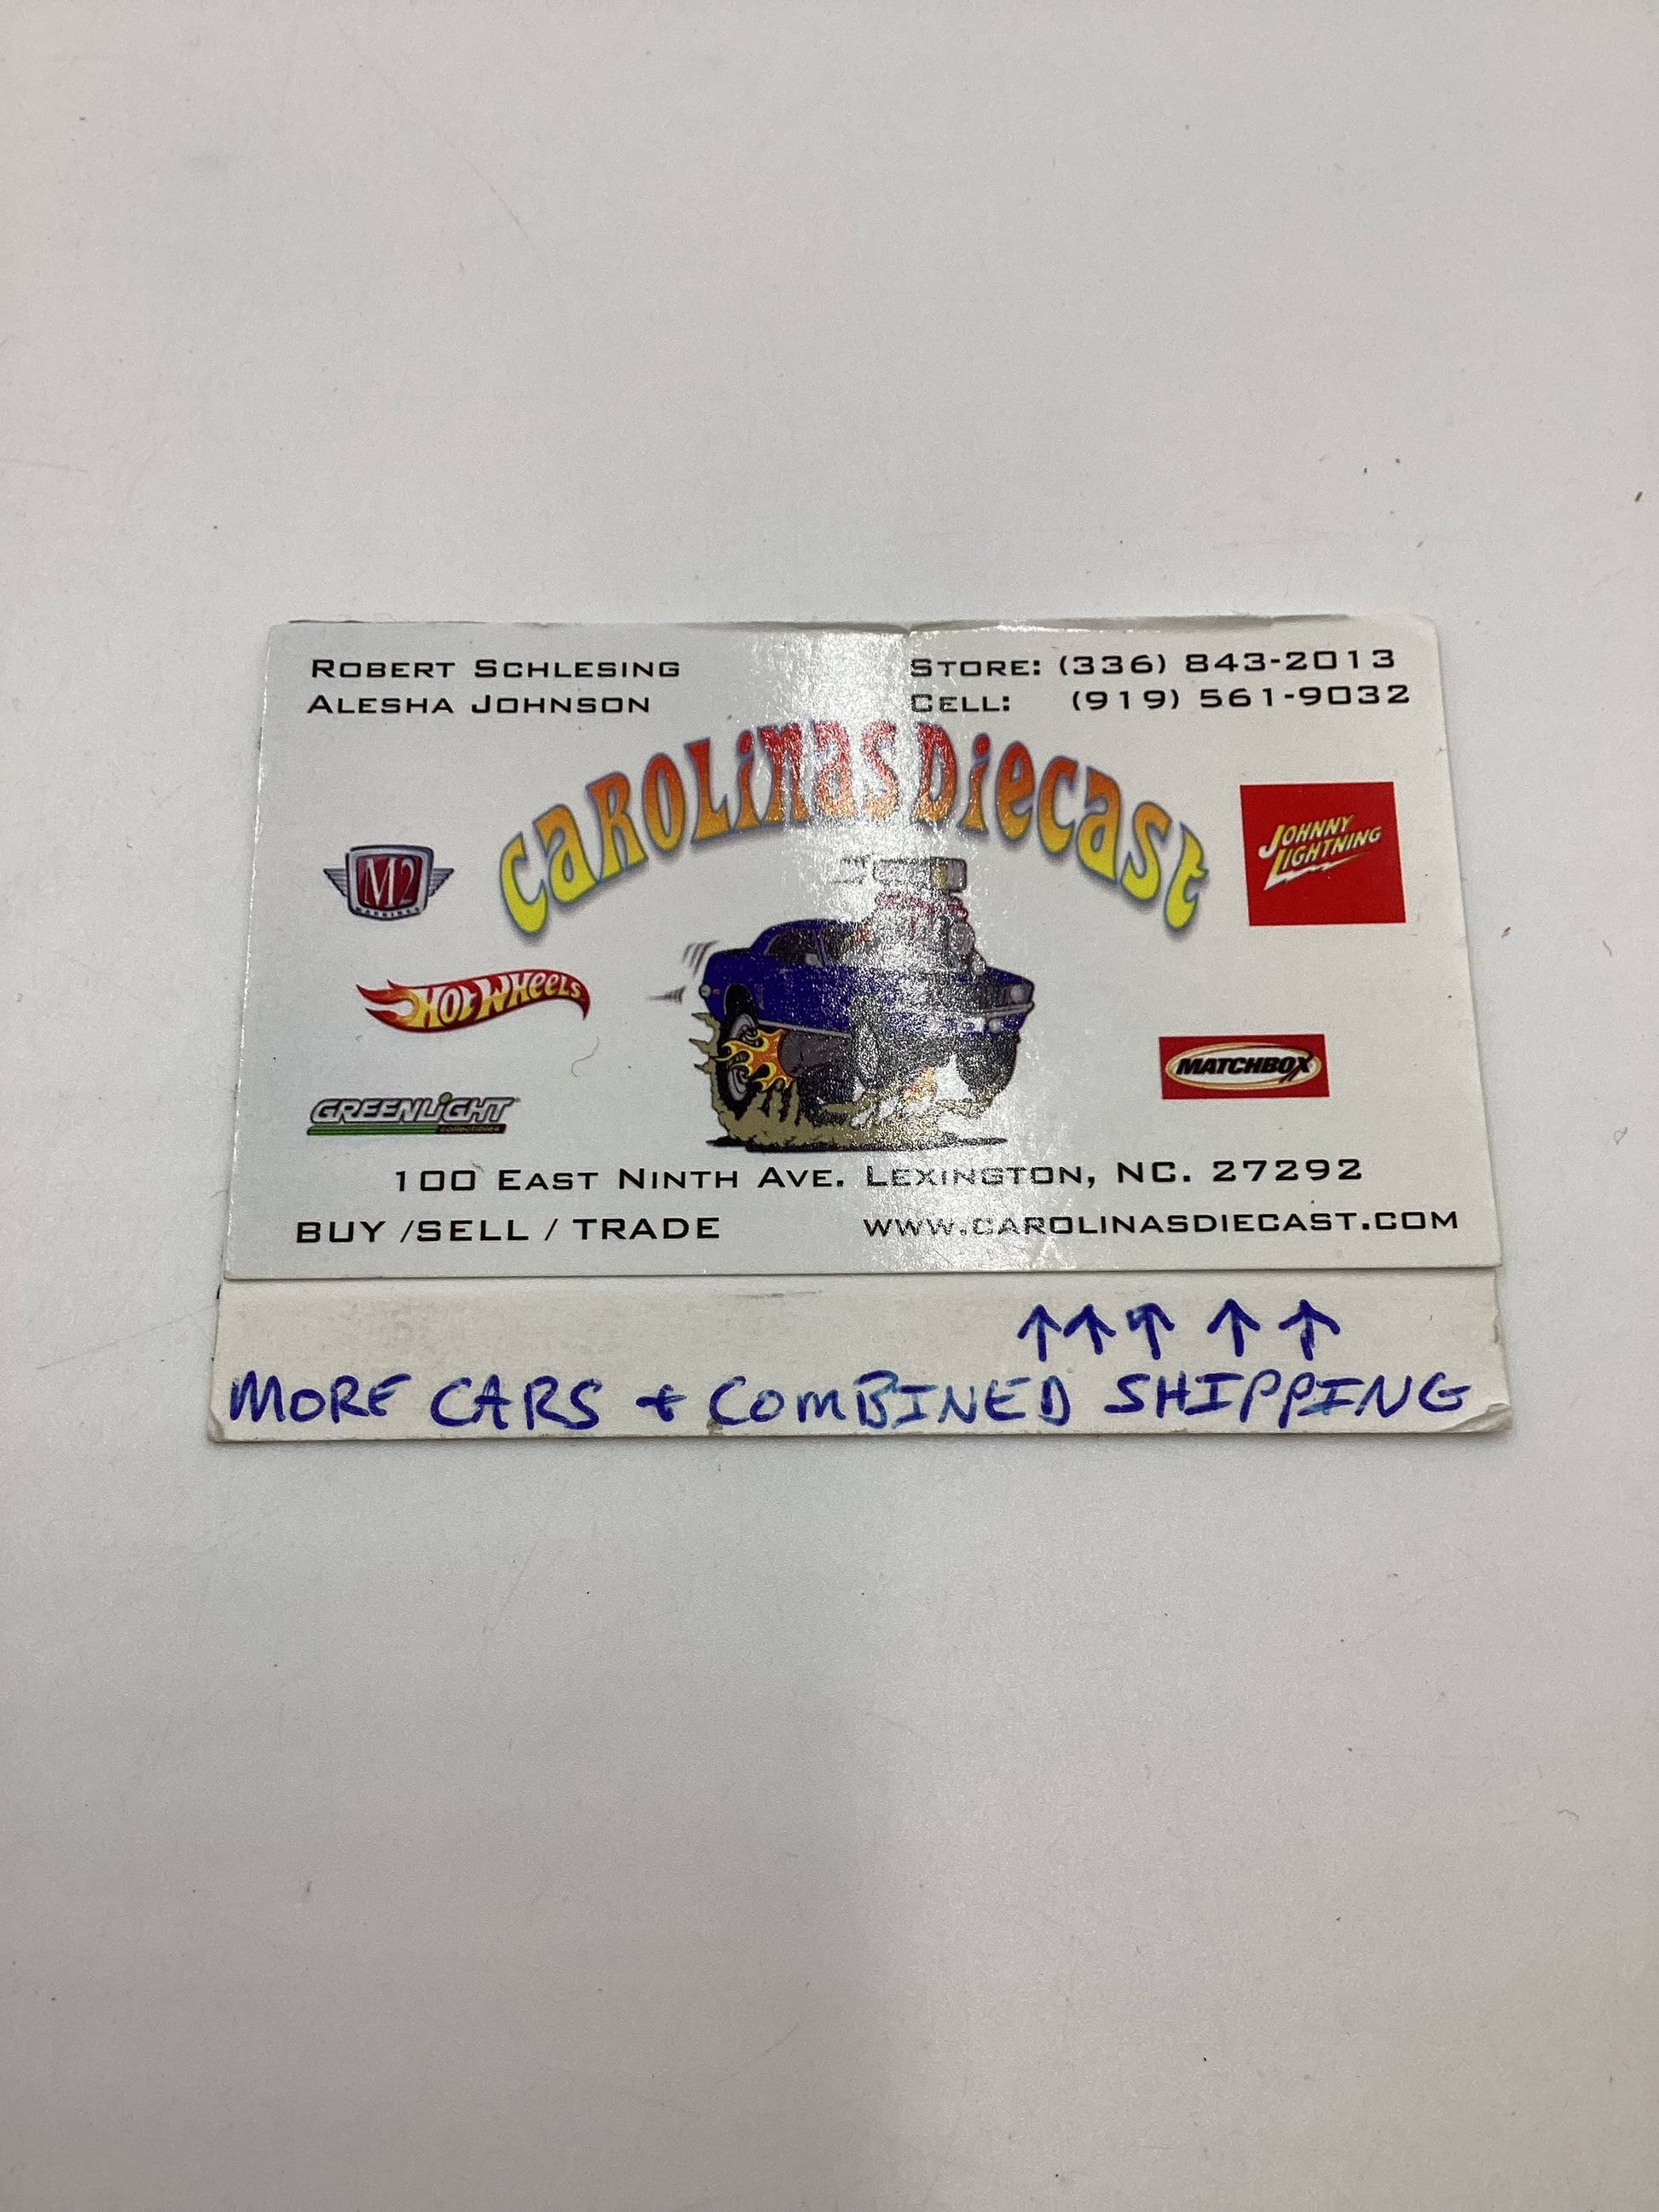 ROBERT SCHLESING
ALESHA JOHNSON
STORE: (336) 843-2013
CELL: (919) 561-9032
CAROLINAS DIECAST
M2
MACHINES
JOHNNY
LIGHTNING
HOT WHEELS
MATCHBOX
GREENLIGHT
collectibles
100 EAST NINTH AVE. LEXINGTON, NC. 27292
BUY /SELL / TRADE
WWW.CAROLINASDIECAST.COM
↑↑↑↑↑
MORE CARS + COMBINED SHIPPING